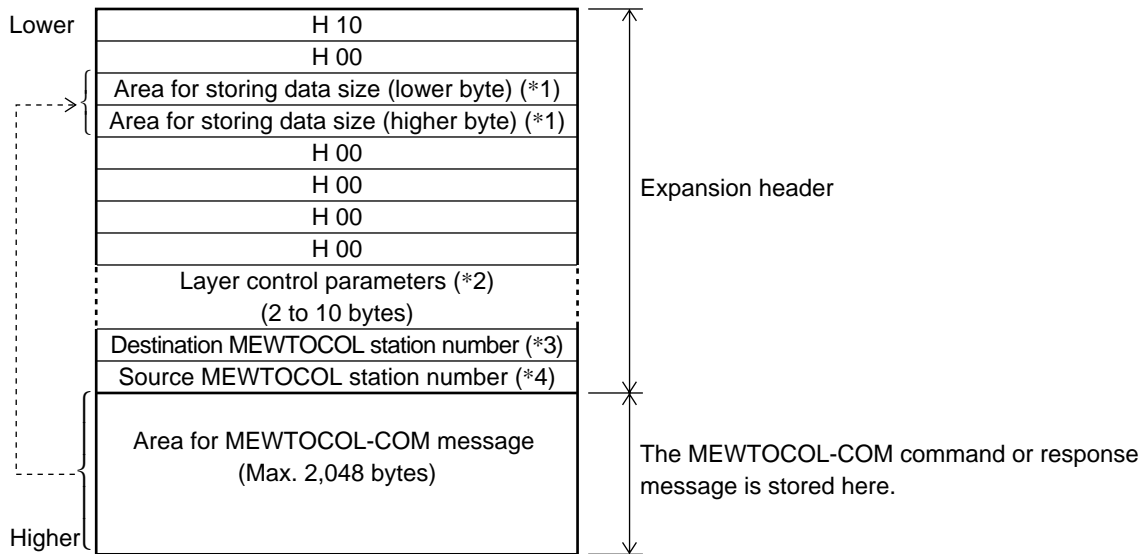 Lower
H 10
H 00
Area for storing data size (lower byte) (*1)
Area for storing data size (higher byte) (*1)
H 00
H 00
H 00
H 00
Expansion header
Layer control parameters (*2)
(2 to 10 bytes)
Destination MEWTOCOL station number (*3)
Source MEWTOCOL station number (*4)
Area for MEWTOCOL-COM message
(Max. 2,048 bytes)
The MEWTOCOL-COM command or response
message is stored here.
Higher